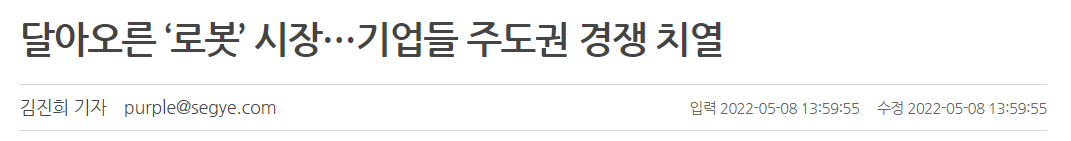 달아오른 ‘로봇’ 시장…기업들 주도권 경쟁 치열
김진희 기자 purple@segye.com 입력 2022-05-08 13:59:55 수정 2022-05-08 13:59:55